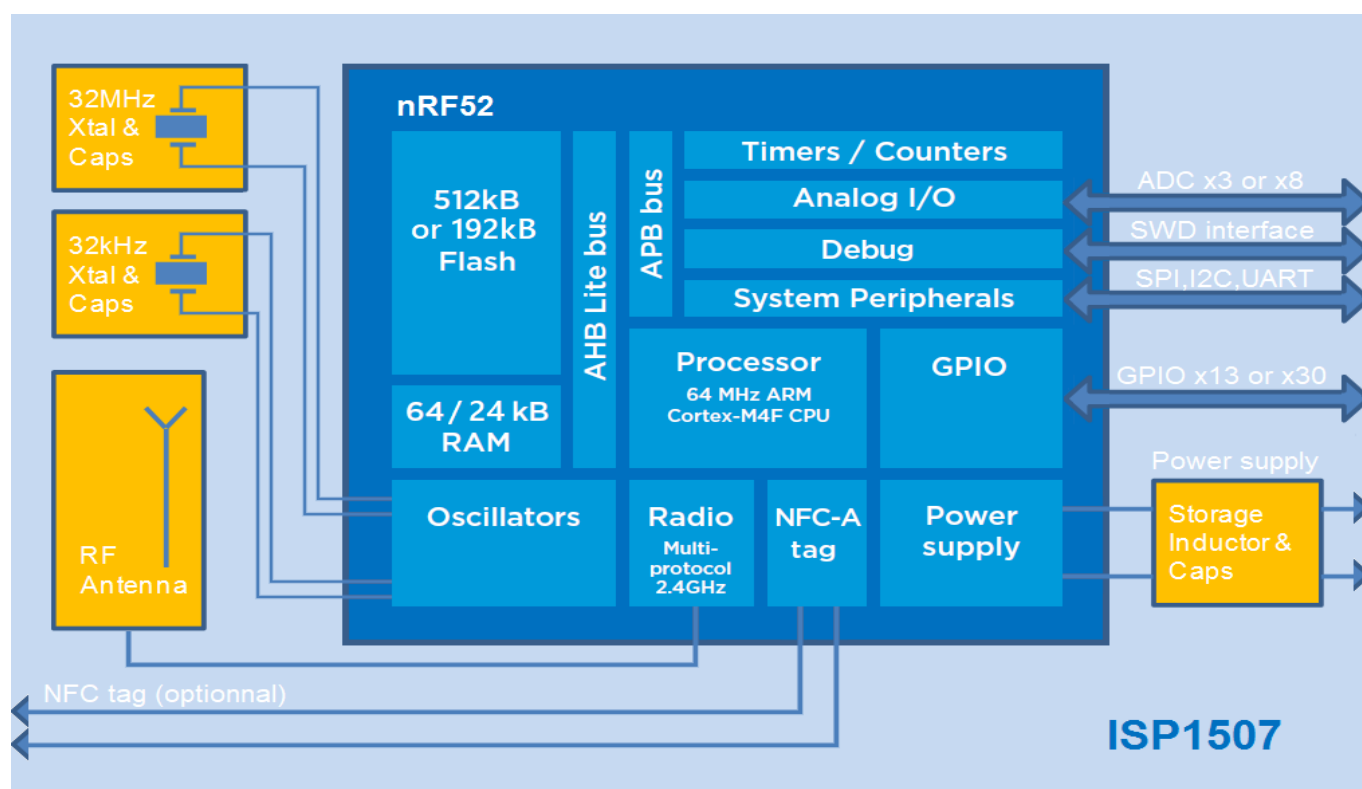 32MHz
Xtal &
Caps
32kHz
Xtal &
Caps
RF
Antenna
nRF52
512kB
or 192kB
Flash
64 / 24 kB
RAM
AHB Lite bus
APB bus
Timers / Counters
Analog I/O
Debug
System Peripherals
Processor
64 MHz ARM
Cortex-M4F CPU
GPIO
Oscillators
Radio
Multi-
protocol
2.4GHz
NFC-A
tag
Power
supply
ADC x3 or x8
SWD interface
SPI,I2C,UART
GPIO x13 or x30
Power supply
Storage
Inductor &
Caps
NFC tag (optionnal)
ISP1507